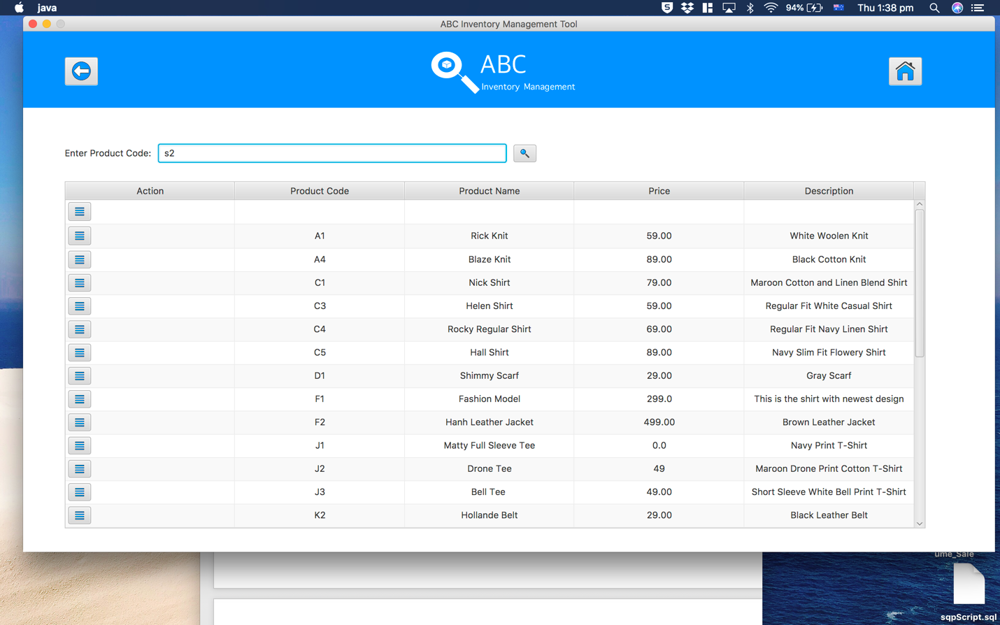 java
S
94%
Thu 1:38 pm
ABC Inventory Management Tool
ABC
Inventory Management
Enter Product Code: s2
Action Product Code Product Name Price Description
A1 Rick Knit 59.00 White Woolen Knit
A4 Blaze Knit 89.00 Black Cotton Knit
C1 Nick Shirt 79.00 Maroon Cotton and Linen Blend Shirt
C3 Helen Shirt 59.00 Regular Fit White Casual Shirt
C4 Rocky Regular Shirt 69.00 Regular Fit Navy Linen Shirt
C5 Hall Shirt 89.00 Navy Slim Fit Flowery Shirt
D1 Shimmy Scarf 29.00 Gray Scarf
F1 Fashion Model 299.0 This is the shirt with newest design
F2 Hanh Leather Jacket 499.00 Brown Leather Jacket
J1 Matty Full Sleeve Tee 0.0 Navy Print T-Shirt
J2 Drone Tee 49 Maroon Drone Print Cotton T-Shirt
J3 Bell Tee 49.00 Short Sleeve White Bell Print T-Shirt
K2 Hollande Belt 29.00 Black Leather Belt
ume_Sale
sqpScript.sql